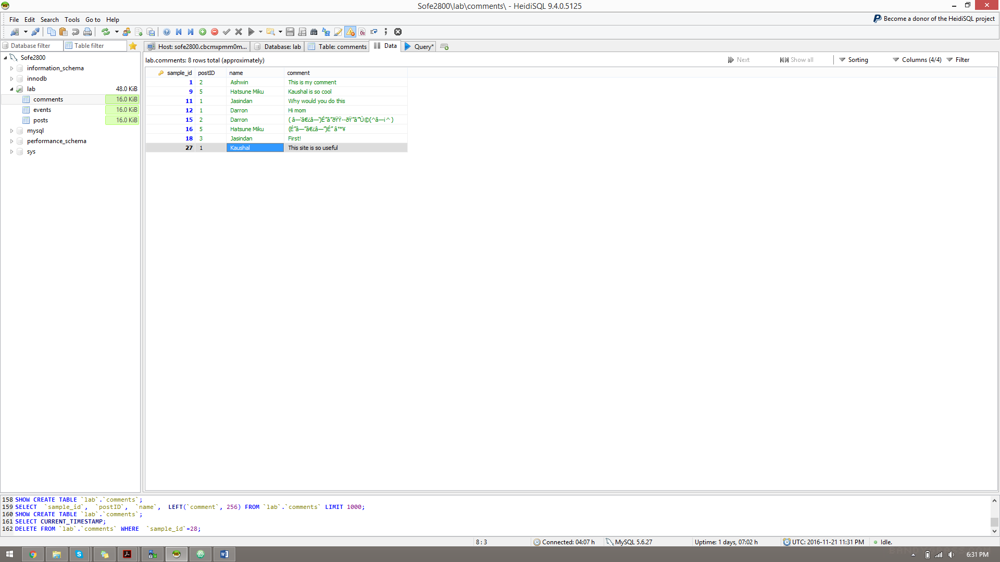 Sofe2800\lab\comments\ - HeidiSQL 9.4.0.5125
File Edit Search Tools Go to Help
Become a donor of the HeidiSQL project
Database filter Table filter
Host: sofe2800.cbcmxpmm0m... Database: lab Table: comments Data Query*
Sofe2800
information_schema
innodb
lab 48.0 KiB
comments 16.0 KiB
events 16.0 KiB
posts 16.0 KiB
mysql
performance_schema
sys
lab.comments: 8 rows total (approximately)
Next Show all Sorting Columns (4/4) Filter
sample_id postID name comment
1 2 Ashwin This is my comment
9 5 Hatsune Miku Kaushal is so cool
11 1 Jasindan Why would you do this
12 1 Darron Hi mom
15 2 Darron
16 5 Hatsune Miku
18 3 Jasindan First!
27 1 Kaushal This site is so useful
158 SHOW CREATE TABLE `lab`.`comments`;
159 SELECT `sample_id`, `postID`, `name`, LEFT(`comment`, 256) FROM `lab`.`comments` LIMIT 1000;
160 SHOW CREATE TABLE `lab`.`comments`;
161 SELECT CURRENT_TIMESTAMP;
162 DELETE FROM `lab`.`comments` WHERE `sample_id`=28;
8 : 3 Connected: 04:07 h MySQL 5.6.27 Uptime: 1 days, 07:02 h UTC: 2016-11-21 11:31 PM Idle.
6:31 PM